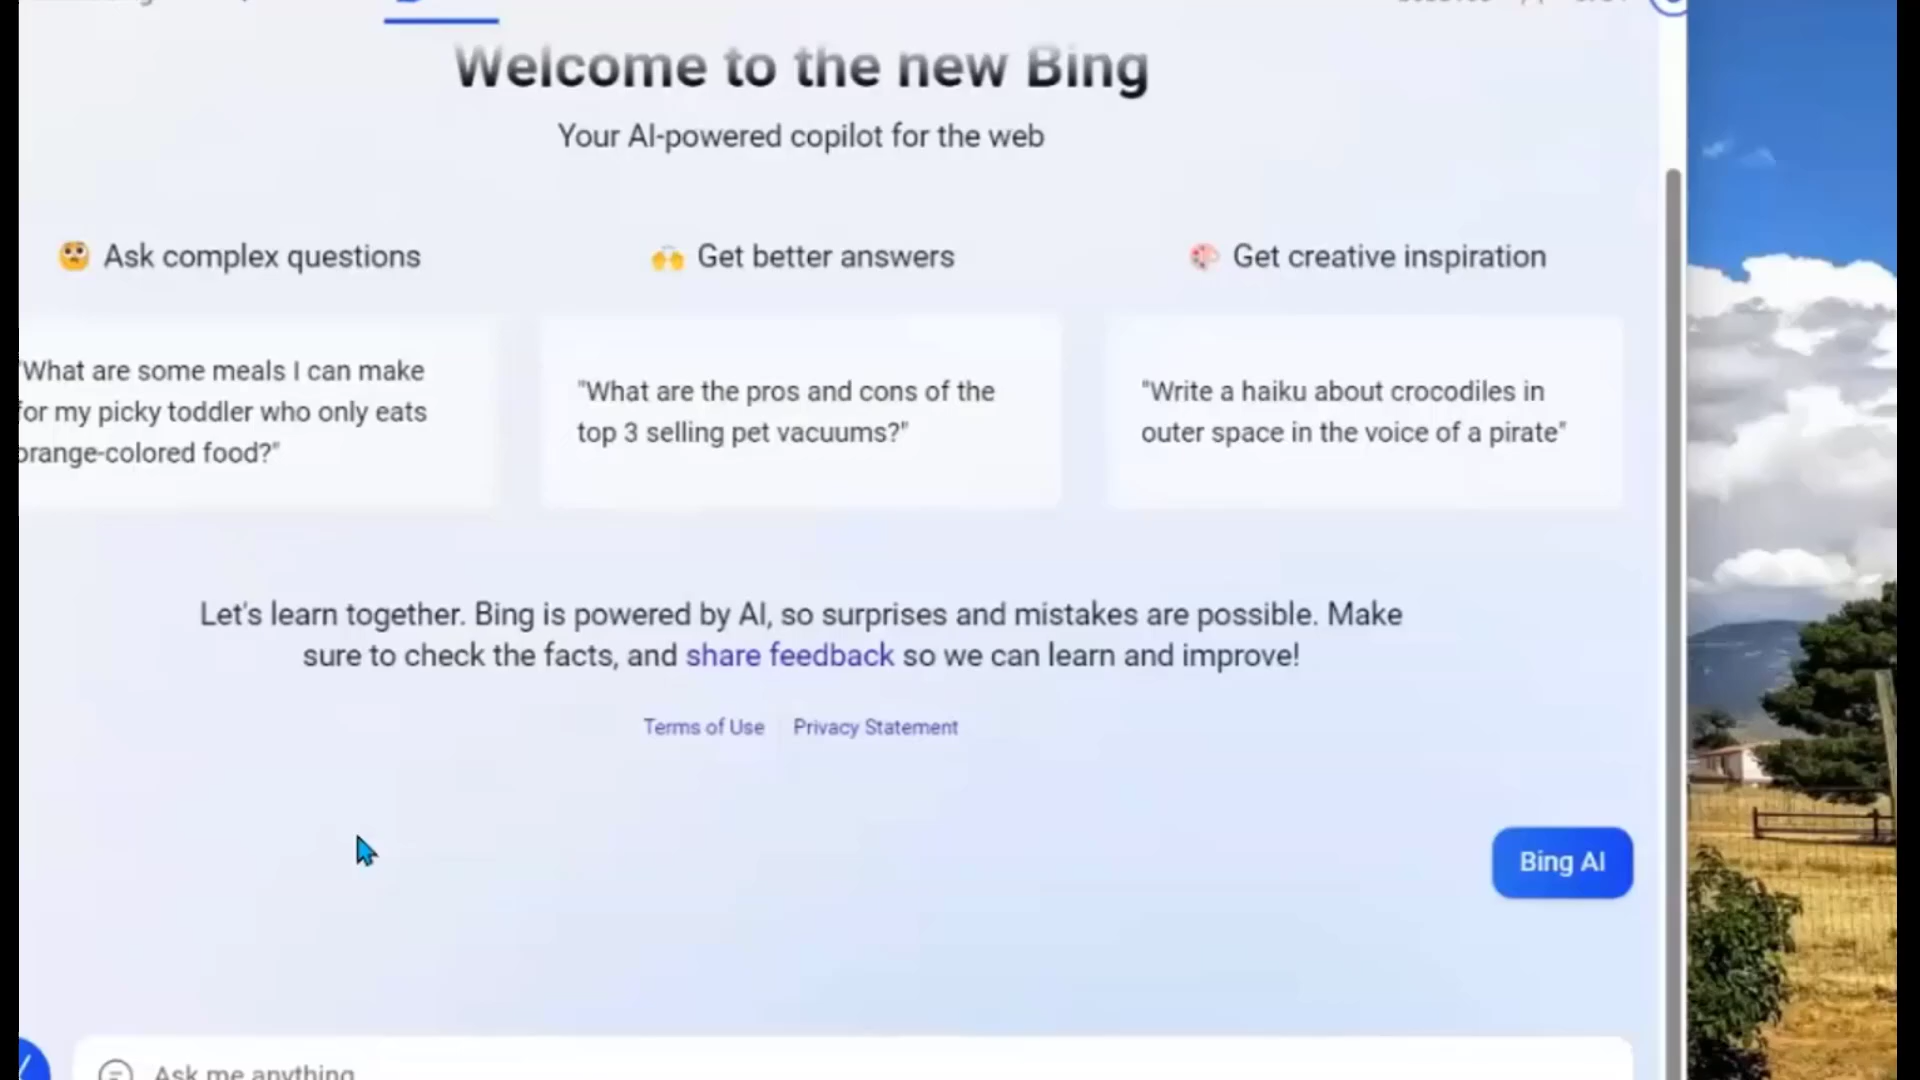 Welcome to the new Bing
Your AI-powered copilot for the web
Ask complex questions
Get better answers
Get creative inspiration
"What are some meals I can make
for my picky toddler who only eats
orange-colored food?"
"What are the pros and cons of the
top 3 selling pet vacuums?"
"Write a haiku about crocodiles in
outer space in the voice of a pirate"
Let's learn together. Bing is powered by AI, so surprises and mistakes are possible. Make
sure to check the facts, and share feedback so we can learn and improve!
Terms of Use
Privacy Statement
Bing AI
Ask me anything